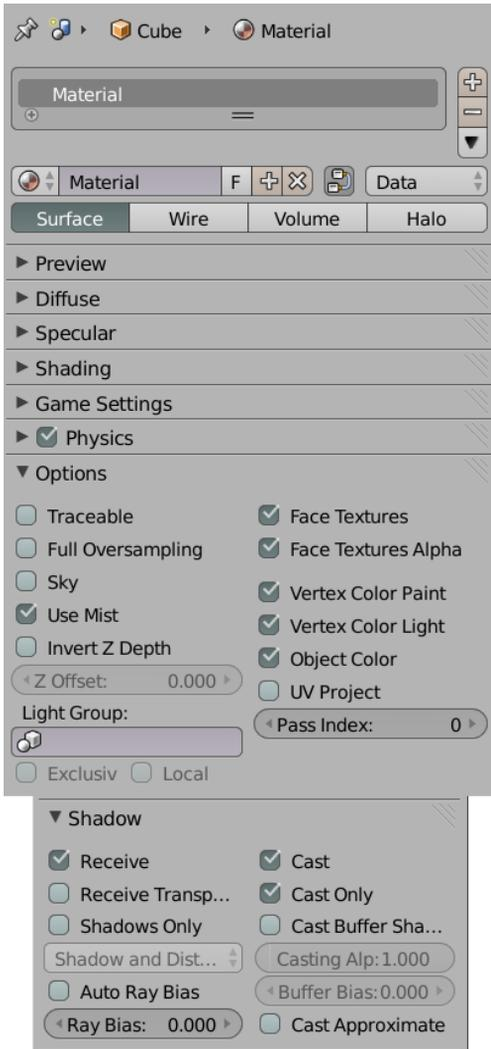 Cube Material
Material
Material F Data
Surface Wire Volume Halo
Preview
Diffuse
Specular
Shading
Game Settings
Physics
Options
Traceable
Full Oversampling
Sky
Use Mist
Invert Z Depth
Z Offset: 0.000
Light Group:
Exclusiv Local
Face Textures
Face Textures Alpha
Vertex Color Paint
Vertex Color Light
Object Color
UV Project
Pass Index: 0
Shadow
Receive
Receive Transp...
Shadows Only
Shadow and Dist...
Auto Ray Bias
Ray Bias: 0.000
Cast
Cast Only
Cast Buffer Sha...
Casting Alp: 1.000
Buffer Bias: 0.000
Cast Approximate